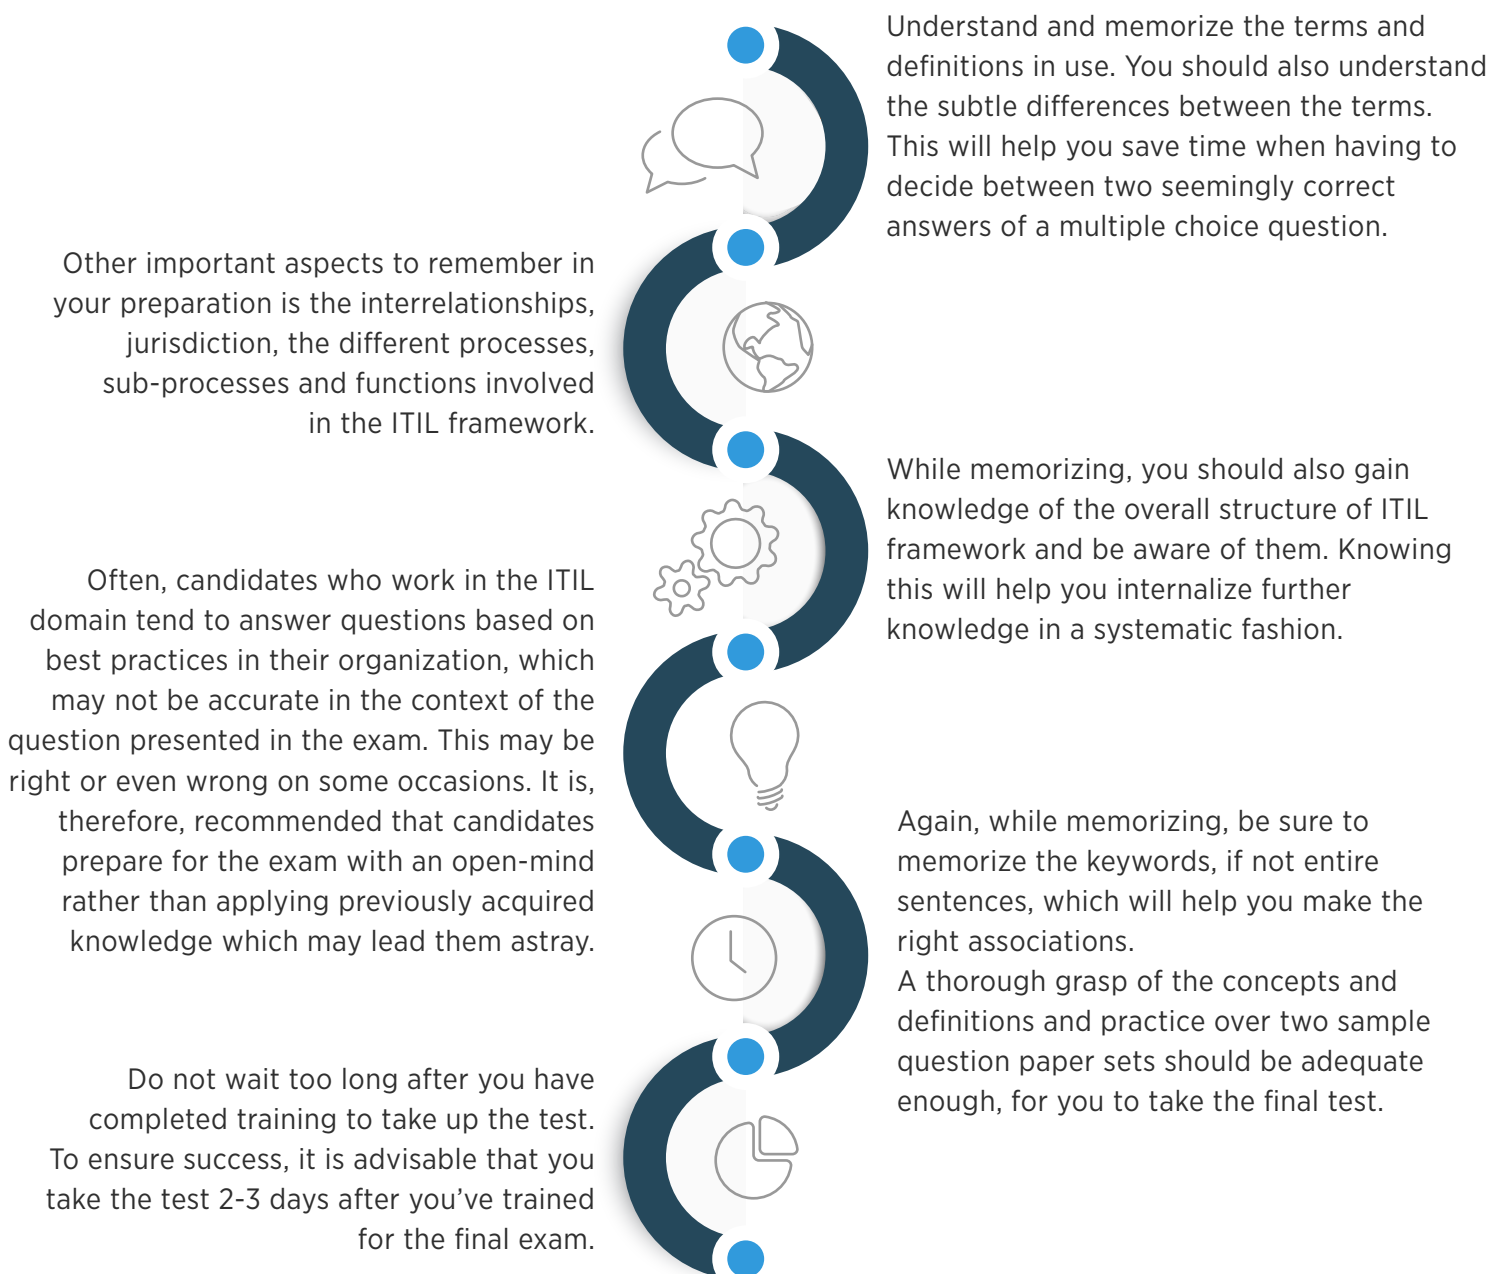 Understand and memorize the terms and
definitions in use. You should also understand
the subtle differences between the terms.
This will help you save time when having to
decide between two seemingly correct
answers of a multiple choice question.
Other important aspects to remember in
your preparation is the interrelationships,
jurisdiction, the different processes,
sub-processes and functions involved
in the ITIL framework.
While memorizing, you should also gain
knowledge of the overall structure of ITIL
framework and be aware of them. Knowing
this will help you internalize further
knowledge in a systematic fashion.
Often, candidates who work in the ITIL
domain tend to answer questions based on
best practices in their organization, which
may not be accurate in the context of the
question presented in the exam. This may be
right or even wrong on some occasions. It is,
therefore, recommended that candidates
prepare for the exam with an open-mind
rather than applying previously acquired
knowledge which may lead them astray.
Again, while memorizing, be sure to
memorize the keywords, if not entire
sentences, which will help you make the
right associations.
A thorough grasp of the concepts and
definitions and practice over two sample
question paper sets should be adequate
enough, for you to take the final test.
Do not wait too long after you have
completed training to take up the test.
To ensure success, it is advisable that you
take the test 2-3 days after you’ve trained
for the final exam.